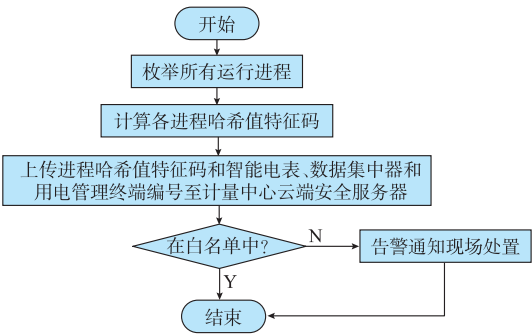 开始
枚举所有运行进程
计算各进程哈希值特征码
上传进程哈希值特征码和智能电表、数据集中器和
用电管理终端编号至计量中心云端安全服务器
在白名单中?
N
告警通知现场处置
Y
结束